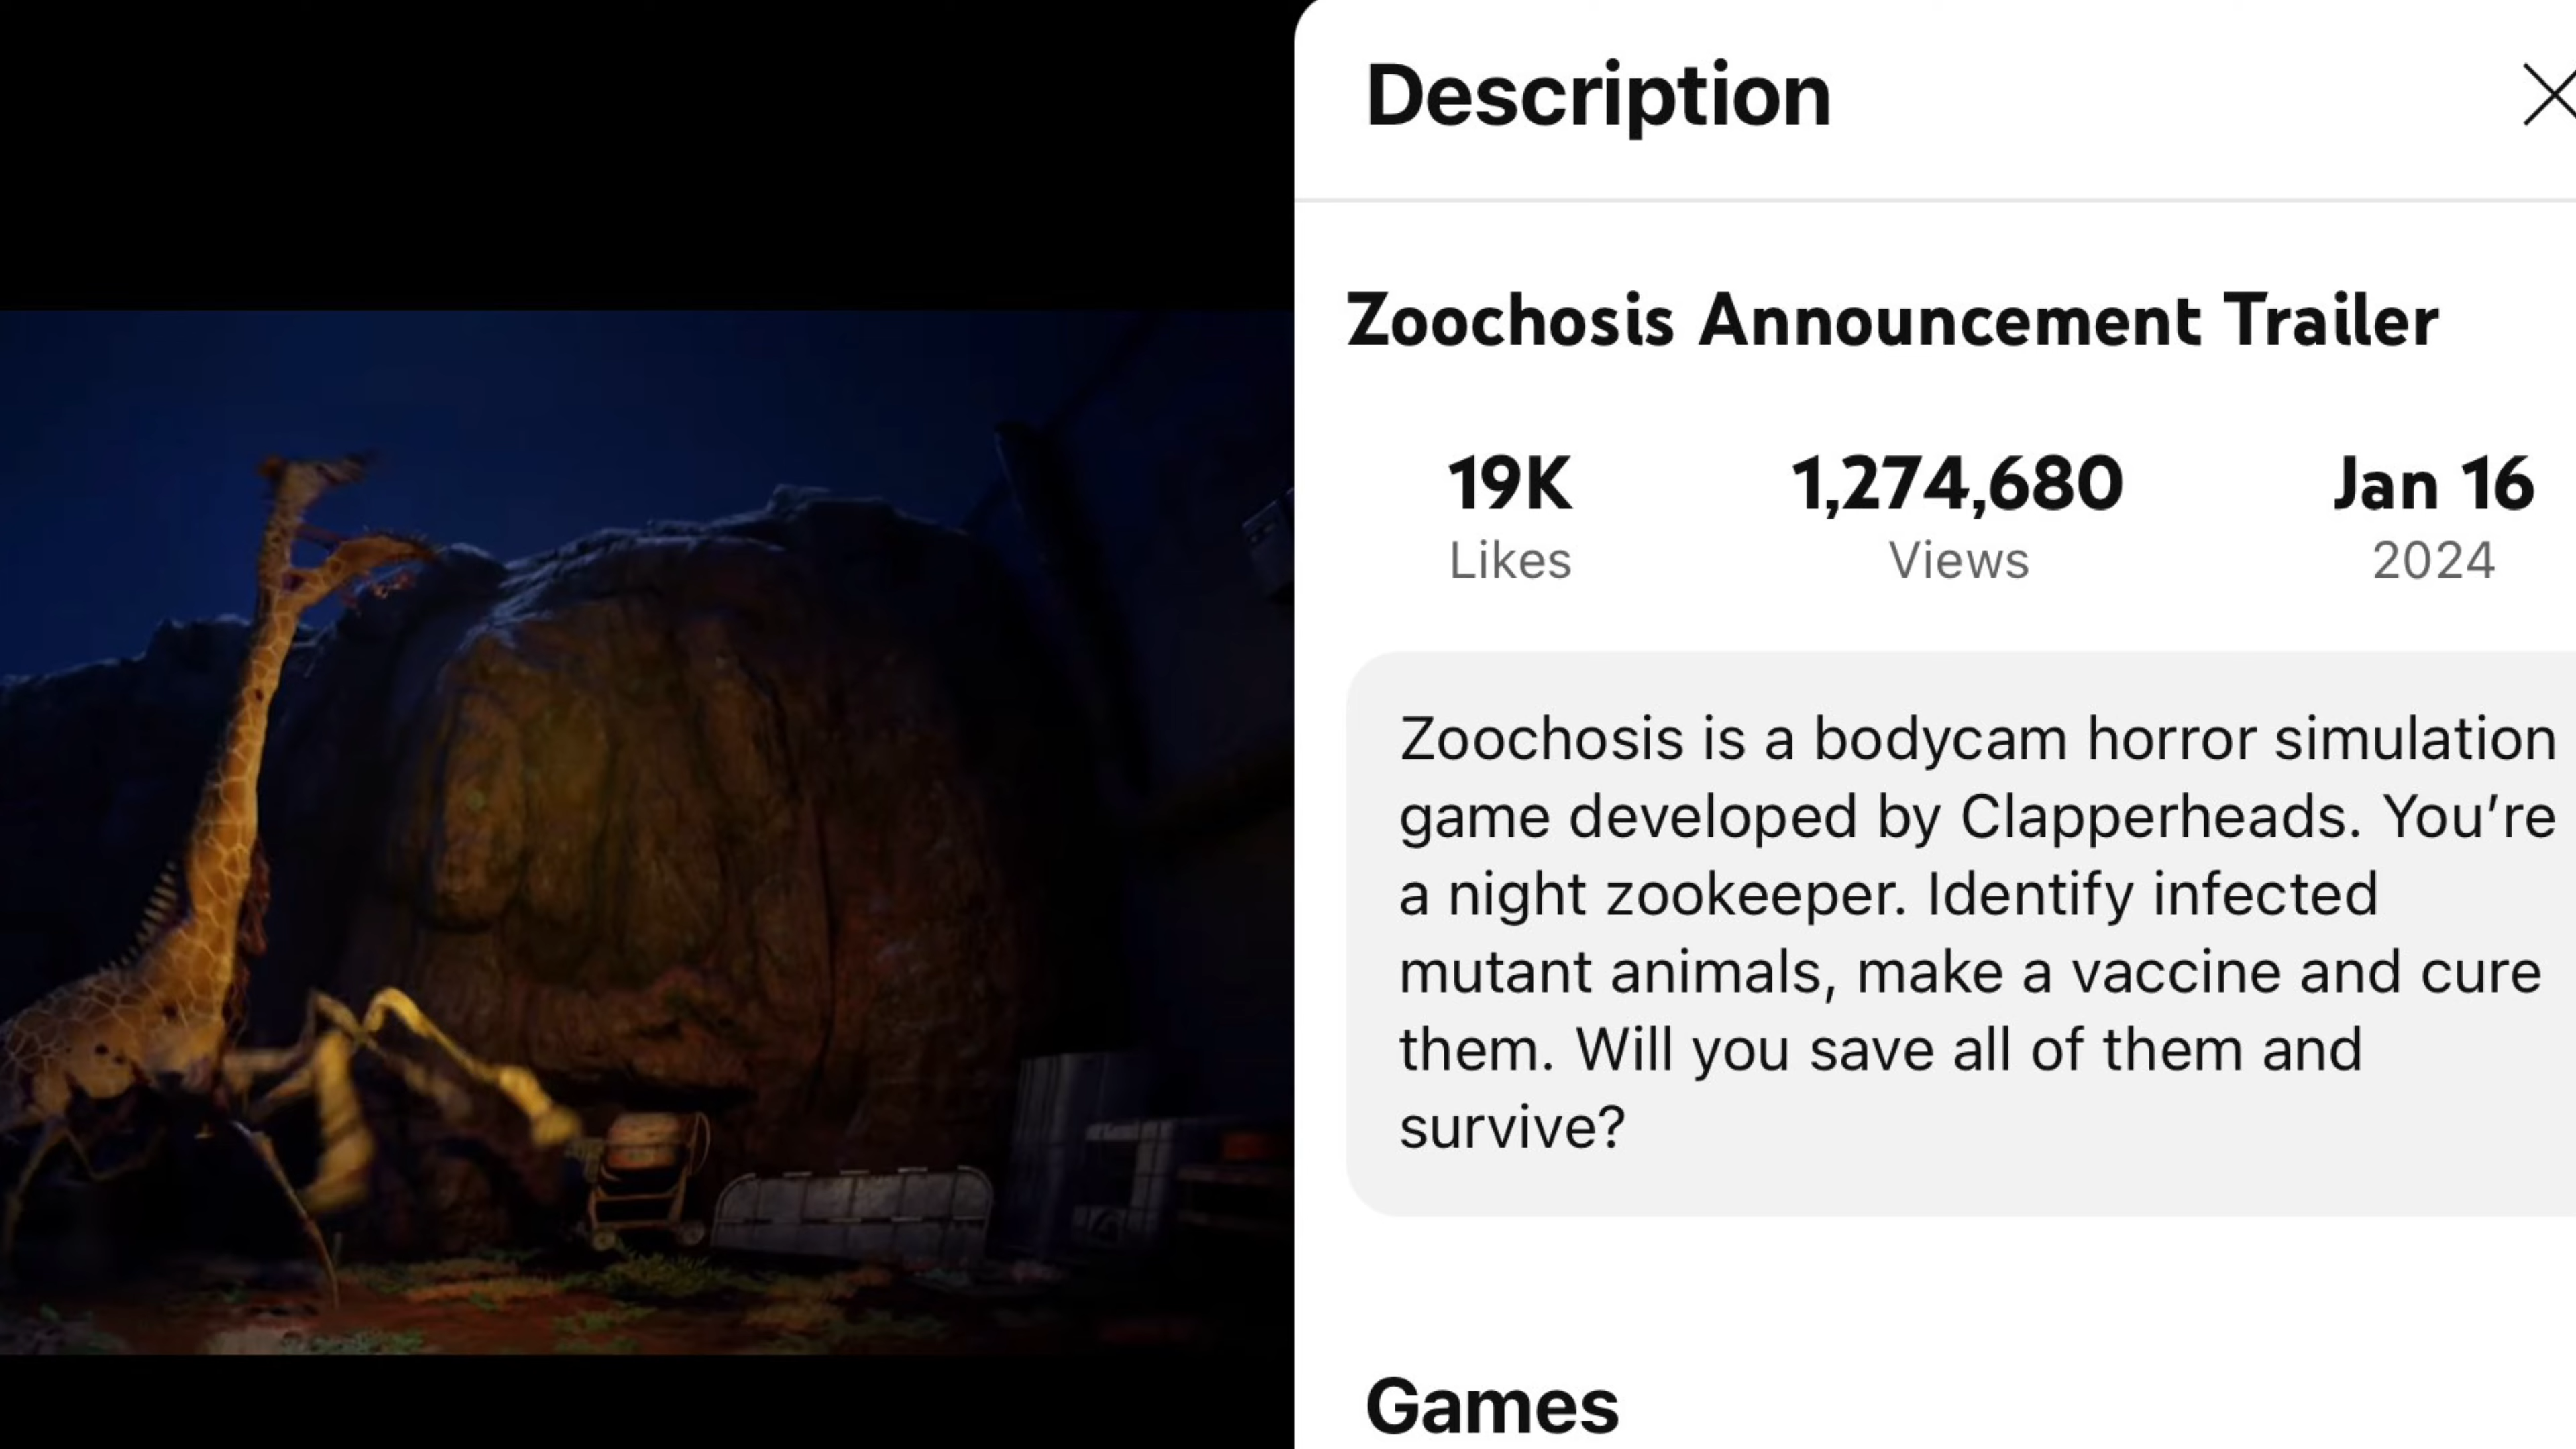 Description
Zoochosis Announcement Trailer
19K 1,274,680 Jan 16
Likes Views 2024
Zoochosis is a bodycam horror simulation
game developed by Clapperheads. You’re
a night zookeeper. Identify infected
mutant animals, make a vaccine and cure
them. Will you save all of them and
survive?
Games